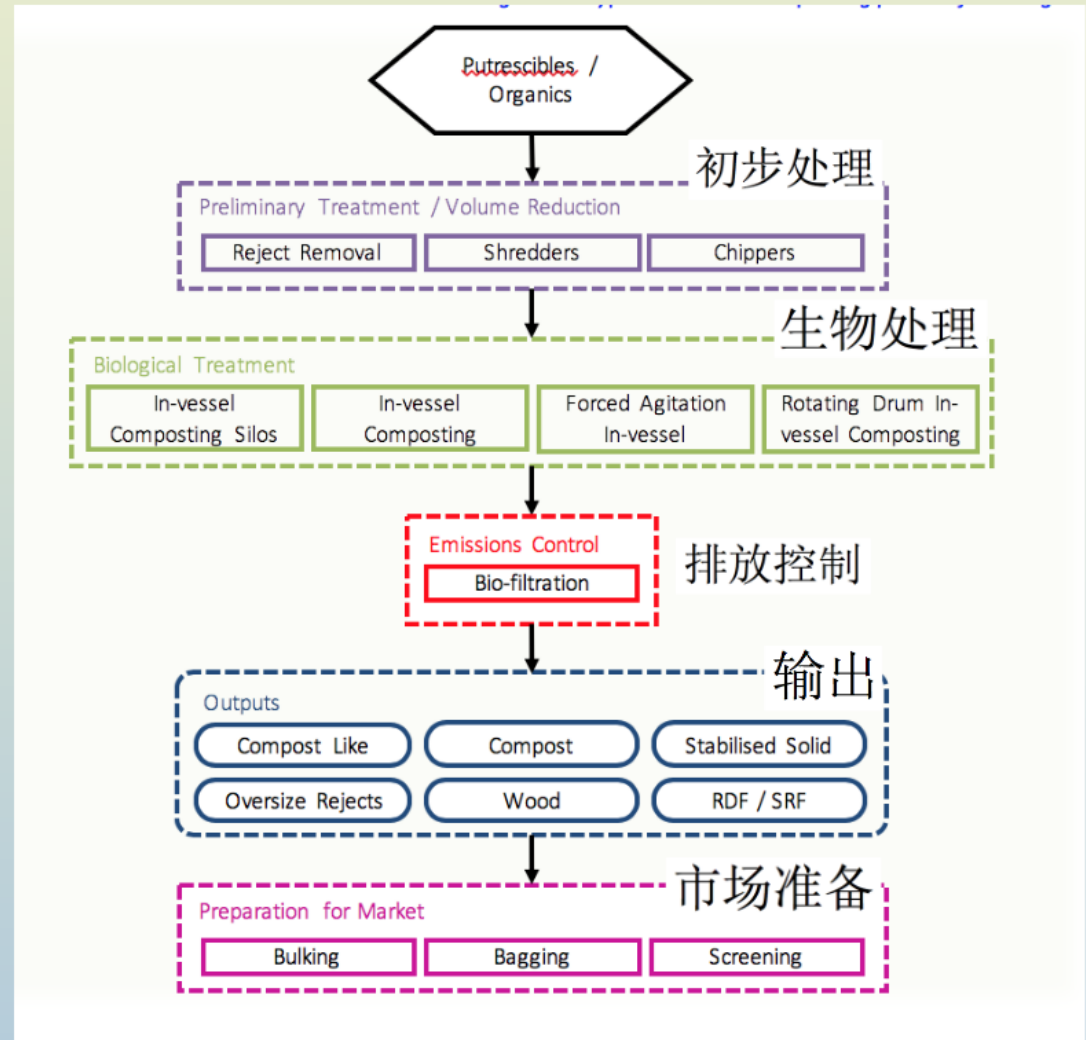 Putrescibles /
Organics
初步处理
Preliminary Treatment / Volume Reduction
Reject Removal
Shredders
Chippers
生物处理
Biological Treatment
In-vessel
Composting Silos
In-vessel
Composting
Forced Agitation
In-vessel
Rotating Drum In-
vessel Composting
Emissions Control
Bio-filtration
排放控制
输出
Outputs
Compost Like
Compost
Stabilised Solid
Oversize Rejects
Wood
RDF / SRF
市场准备
Preparation for Market
Bulking
Bagging
Screening